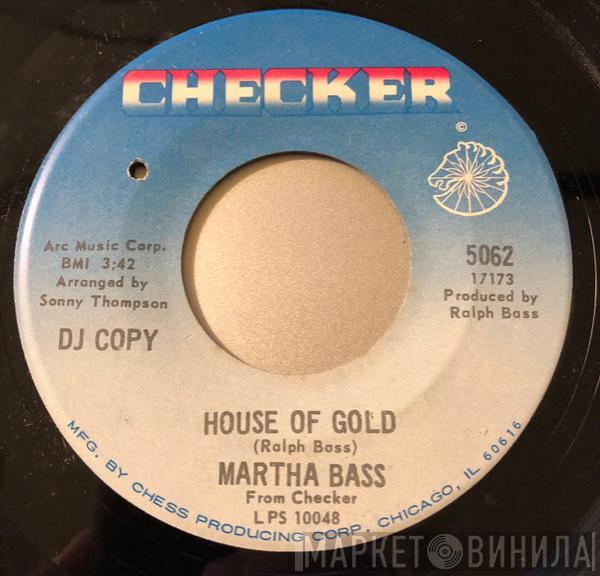 CHECKER
©
Arc Music Corp.
BMI 3;42
Arranged by
Sonny Thompson
DJ COPY
5062
17173
Produced by
Ralph Bass
HOUSE OF GOLD
(Ralph Bass)
MARTHA BASS
From Checker
LPS 10048
MFG. BY CHESS PRODUCING CORP., CHICAGO, IL 60616
МАРКЕТ ВИНИЛА